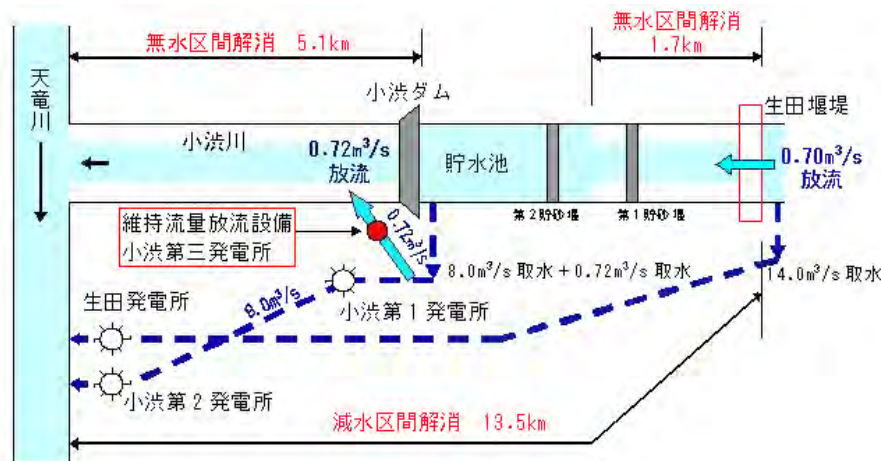 無水区間解消 5.1km
無水区間解消
1.7km
天竜川
小渋ダム
生田堰堤
小渋川
0.72m³/s
放流
貯水池
0.70m³/s
放流
第2貯砂堰
第1貯砂堰
維持流量放流設備
小渋第三発電所
0.72m³/s
8.0m³/s 取水+0.72m³/s 取水
14.0m³/s 取水
生田発電所
8.0m³/s
小渋第1発電所
小渋第2発電所
減水区間解消 13.5km